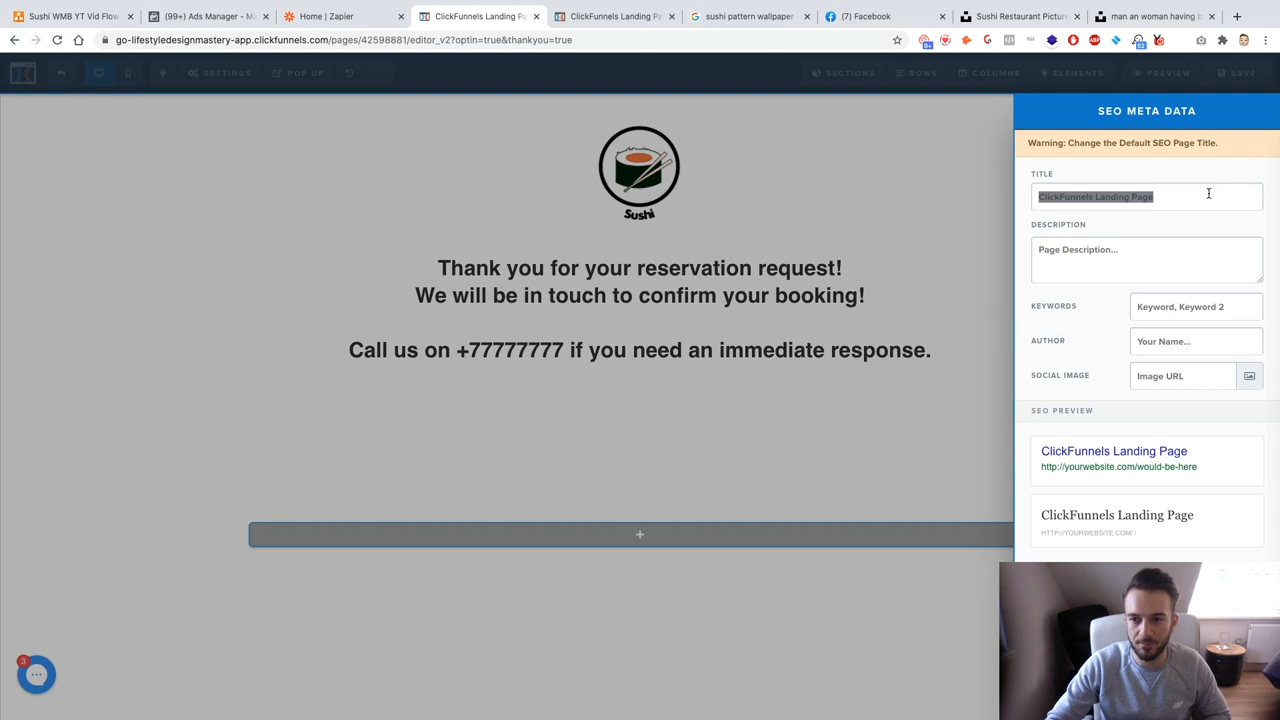 Sushi WMB YT Vid Flow
(99+) Ads Manager - M
Home | Zapier
ClickFunnels Landing Pa
ClickFunnels Landing Pa
sushi pattern wallpaper
(7) Facebook
Sushi Restaurant Picture
man an woman having b
go-lifestyledesignmastery-app.clickfunnels.com/pages/42598881/editor_v2?optin=true&thankyou=true
9+
52
SETTINGS
POP UP
SECTIONS
ROWS
COLUMNS
ELEMENTS
PREVIEW
SAVE
Sushi
Thank you for your reservation request!
We will be in touch to confirm your booking!
Call us on +77777777 if you need an immediate response.
SEO META DATA
Warning: Change the Default SEO Page Title.
TITLE
ClickFunnels Landing Page
DESCRIPTION
Page Description...
KEYWORDS
Keyword, Keyword 2
AUTHOR
Your Name...
SOCIAL IMAGE
Image URL
SEO PREVIEW
ClickFunnels Landing Page
http://yourwebsite.com/would-be-here
ClickFunnels Landing Page
HTTP://YOURWEBSITE.COM/ |
3